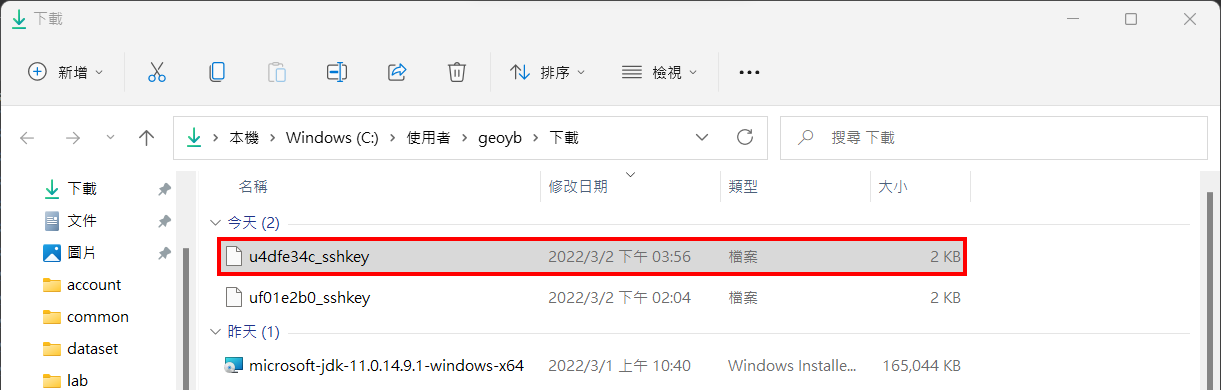 下載
新增 排序 檢視
本機 Windows (C:) 使用者 geoyb 下載 搜尋 下載
下載 名稱 修改日期 類型 大小
文件 今天 (2)
圖片 u4dfe34c_sshkey 2022/3/2 下午 03:56 檔案 2 KB
account
common uf01e2b0_sshkey 2022/3/2 下午 02:04 檔案 2 KB
昨天 (1)
dataset
lab microsoft-jdk-11.0.14.9.1-windows-x64 2022/3/1 上午 10:40 Windows Installe... 165,044 KB